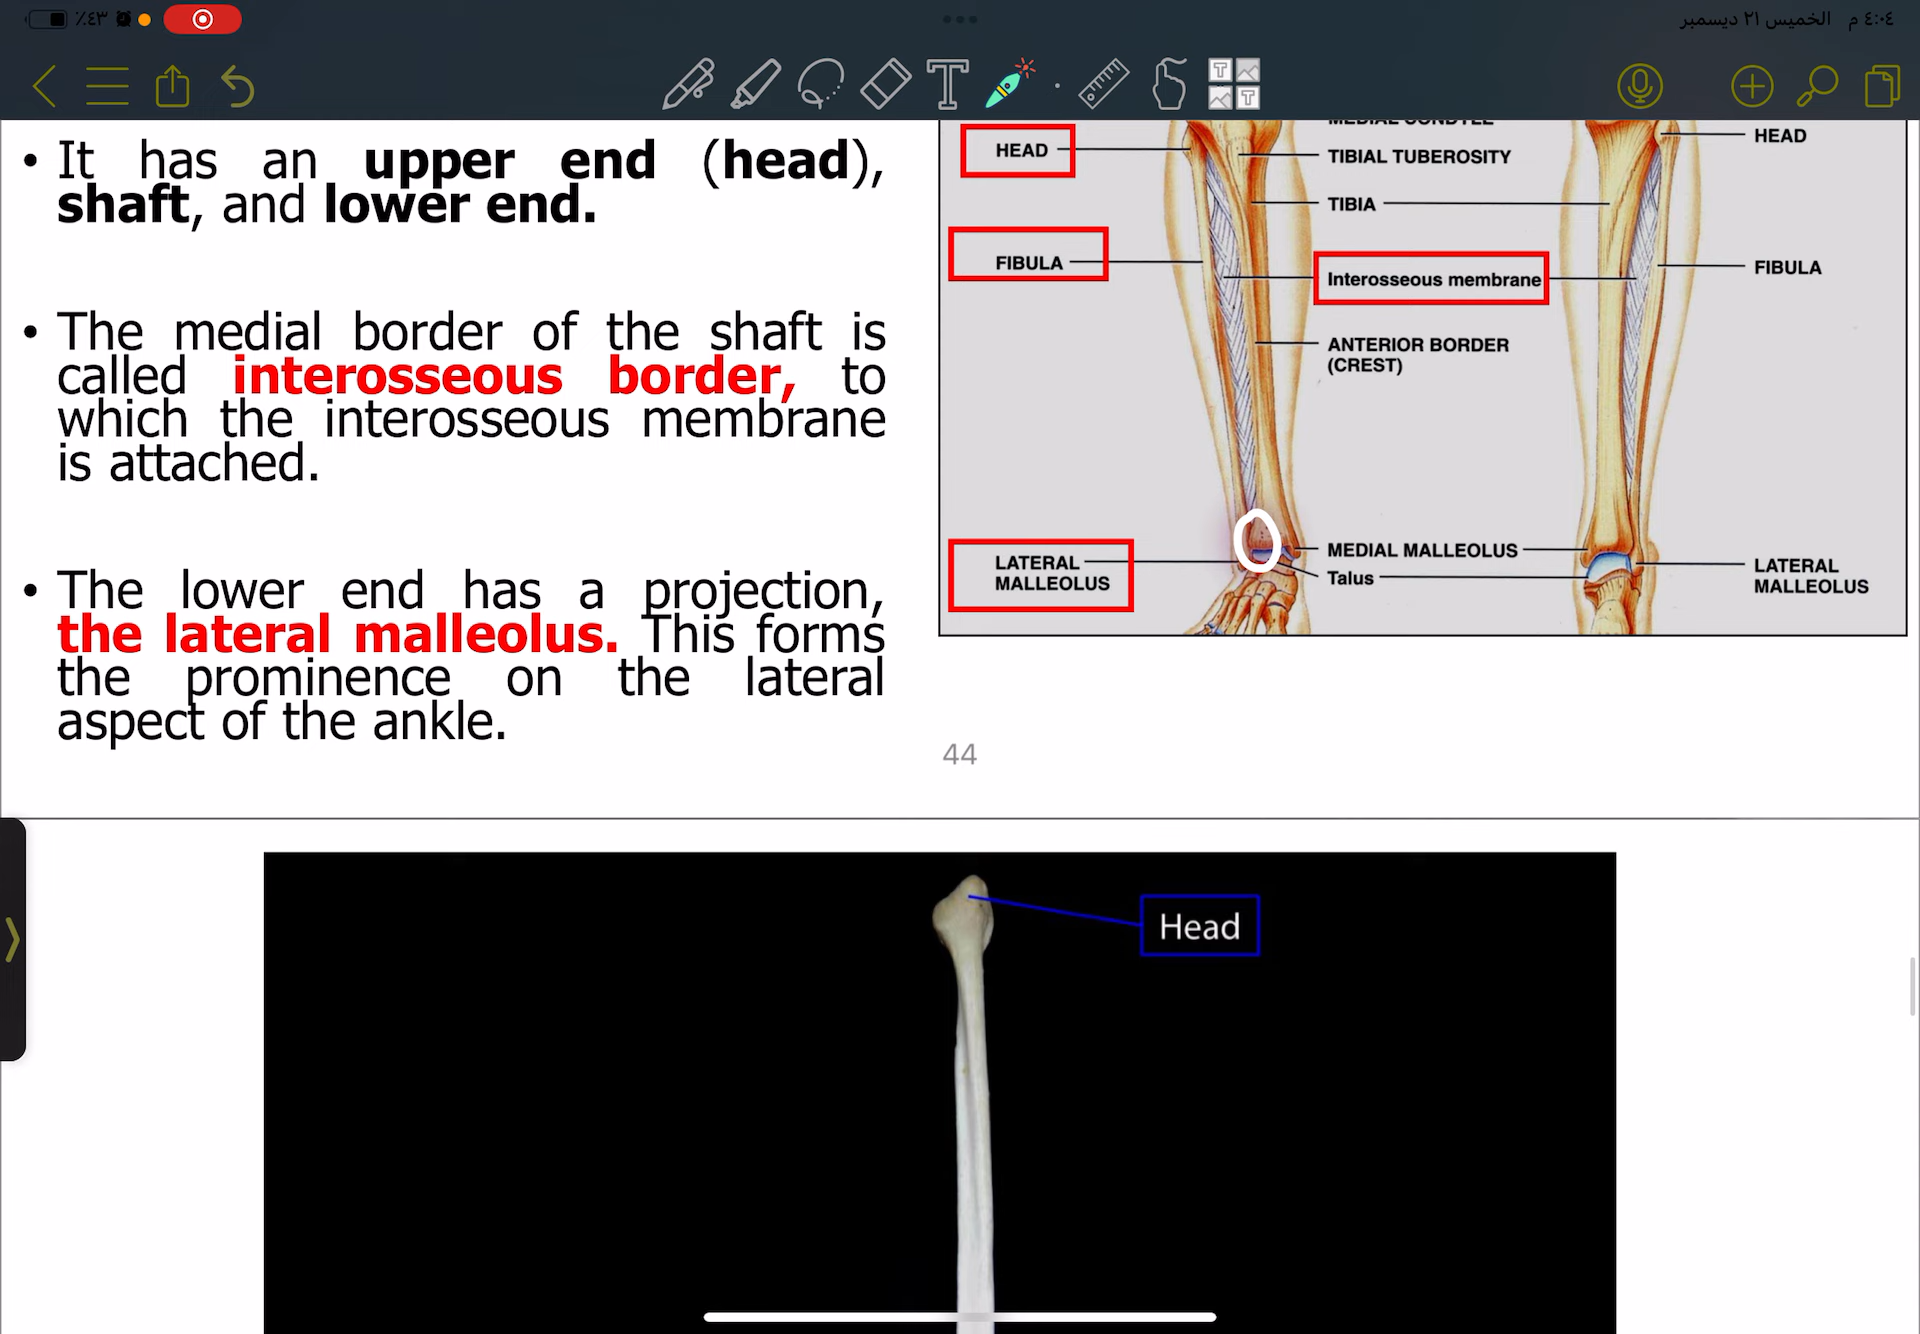 ٪٤٣
٤:٠٤ م الخميس ٢١ ديسمبر
• It has an upper end (head),
shaft, and lower end.
• The medial border of the shaft is
called interosseous border, to
which the interosseous membrane
is attached.
• The lower end has a projection,
the lateral malleolus. This forms
the prominence on the lateral
aspect of the ankle.
MEDIAL CONDYLE
HEAD
TIBIAL TUBEROSITY
HEAD
TIBIA
FIBULA
Interosseous membrane
FIBULA
ANTERIOR BORDER
(CREST)
LATERAL
MALLEOLUS
MEDIAL MALLEOLUS
Talus
LATERAL
MALLEOLUS
44
Head